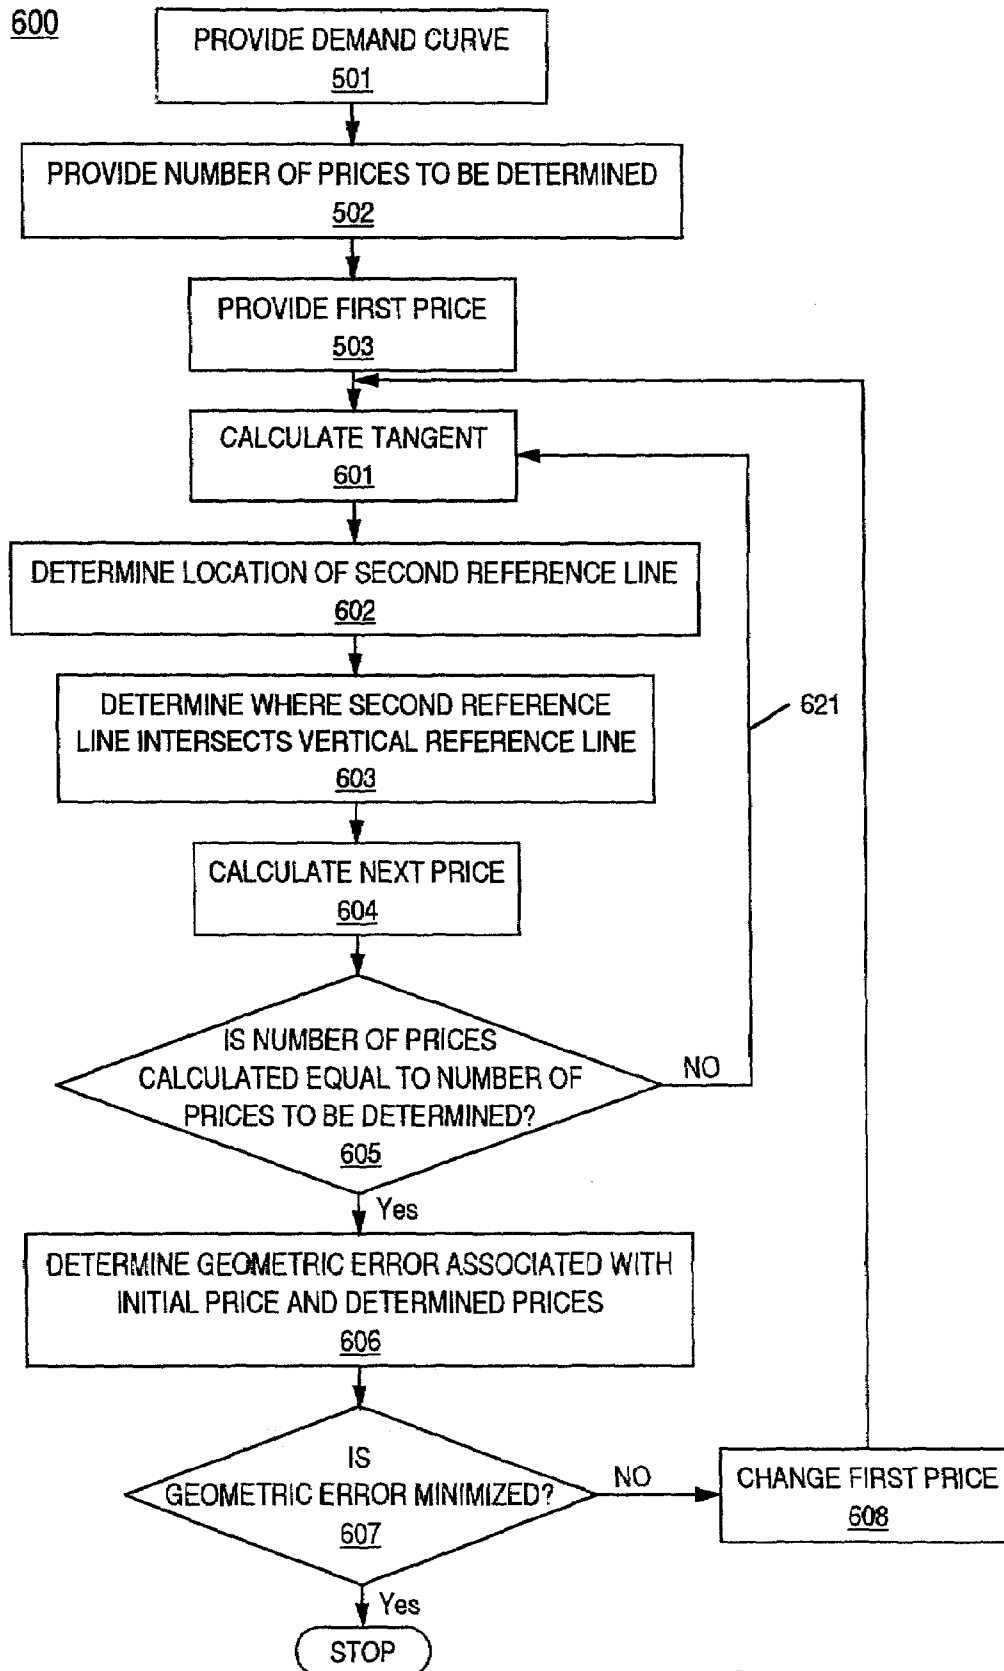 600
PROVIDE DEMAND CURVE
501
PROVIDE NUMBER OF PRICES TO BE DETERMINED
502
PROVIDE FIRST PRICE
503
CALCULATE TANGENT
601
DETERMINE LOCATION OF SECOND REFERENCE LINE
602
DETERMINE WHERE SECOND REFERENCE
LINE INTERSECTS VERTICAL REFERENCE LINE
603
621
CALCULATE NEXT PRICE
604
IS NUMBER OF PRICES
CALCULATED EQUAL TO NUMBER OF
PRICES TO BE DETERMINED?
605
NO
Yes
DETERMINE GEOMETRIC ERROR ASSOCIATED WITH
INITIAL PRICE AND DETERMINED PRICES
606
IS
GEOMETRIC ERROR MINIMIZED?
607
NO
CHANGE FIRST PRICE
608
Yes
STOP